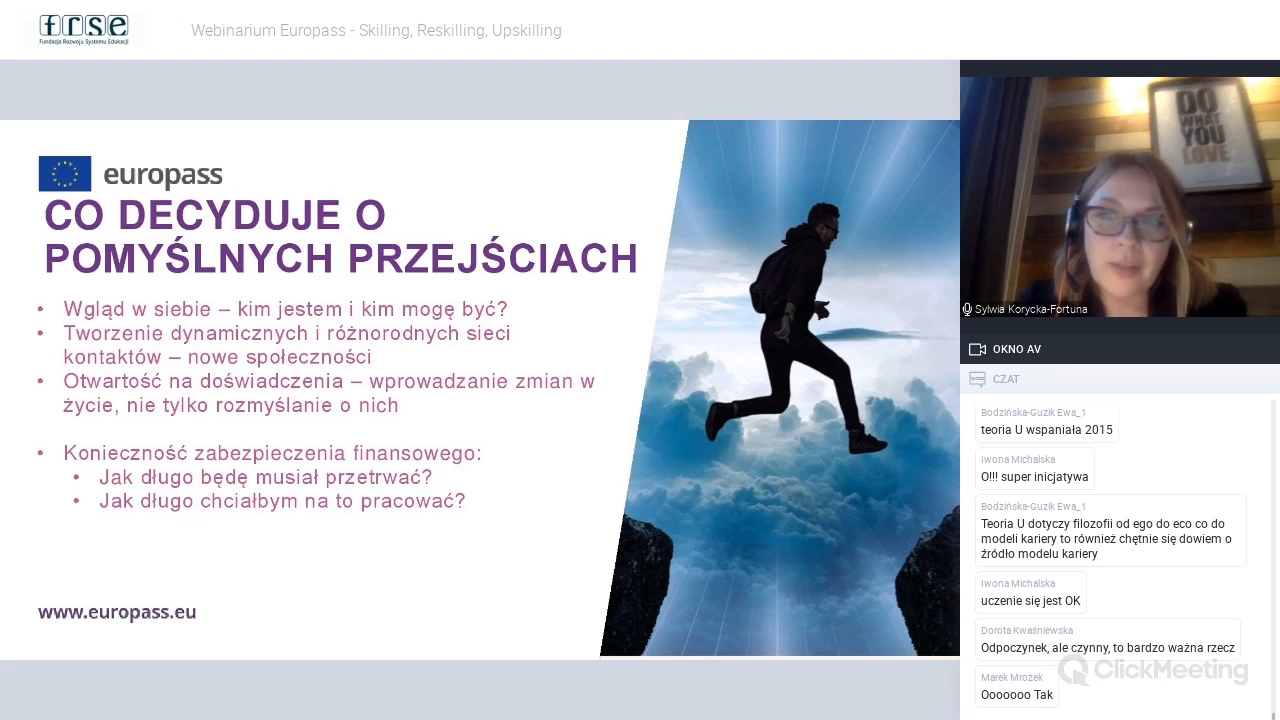 frse
Fundacja Rozwoju Systemu Edukacji
Webinarium Europass - Skilling, Reskilling, Upskilling
europass
CO DECYDUJE O
POMYŚLNYCH PRZEJŚCIACH
• Wgląd w siebie – kim jestem i kim mogę być?
• Tworzenie dynamicznych i różnorodnych sieci
kontaktów – nowe społeczności
• Otwartość na doświadczenia – wprowadzanie zmian w
życie, nie tylko rozmyślanie o nich
• Konieczność zabezpieczenia finansowego:
• Jak długo będę musiał przetrwać?
• Jak długo chciałbym na to pracować?
www.europass.eu
DO
WHAT
YOU
LOVE
Sylwia Korycka-Fortuna
OKNO AV
CZAT
Bodzińska-Guzik Ewa_1
teoria U wspaniała 2015
Iwona Michalska
O!!! super inicjatywa
Bodzińska-Guzik Ewa_1
Teoria U dotyczy filozofii od ego do eco co do
modeli kariery to również chętnie się dowiem o
źródło modelu kariery
Iwona Michalska
uczenie się jest OK
Dorota Kwaśniewska
Odpoczynek, ale czynny, to bardzo ważna rzecz
Marek Mrozek
Ooooooo Tak
ClickMeeting